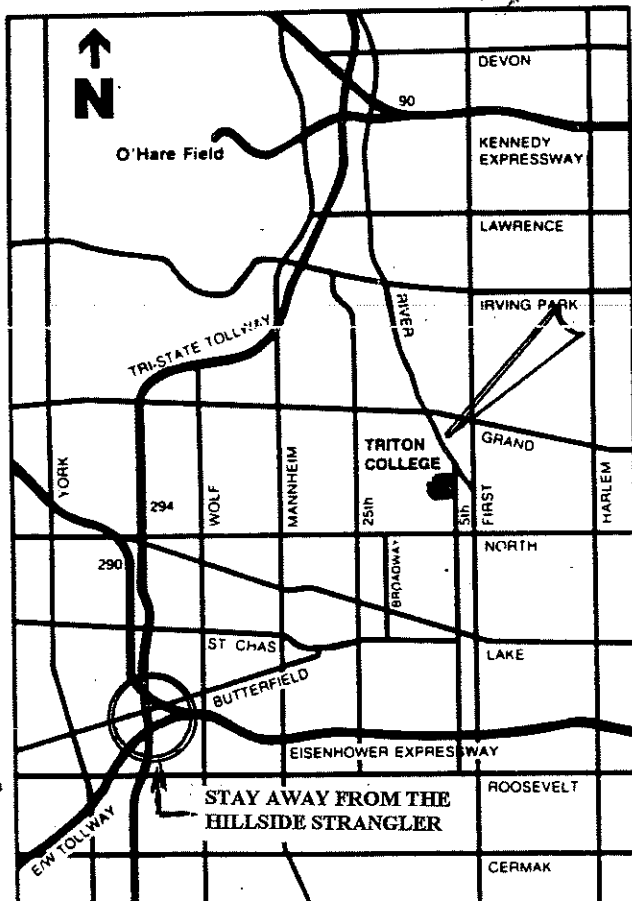 DEVON
N
90
O'Hare Field
KENNEDY
EXPRESSWAY
LAWRENCE
RIVER
IRVING PARK
TRI-STATE TOLLWAY
GRAND
TRITON
COLLEGE
YORK
294
WOLF
MANNHEIM
25th
5th
FIRST
HARLEM
NORTH
290
BROADWAY
ST CHAS
LAKE
BUTTERFIELD
EISENHOWER EXPRESSWAY
ROOSEVELT
STAY AWAY FROM THE
HILLSIDE STRANGLER
E/W TOLLWAY
CERMAK